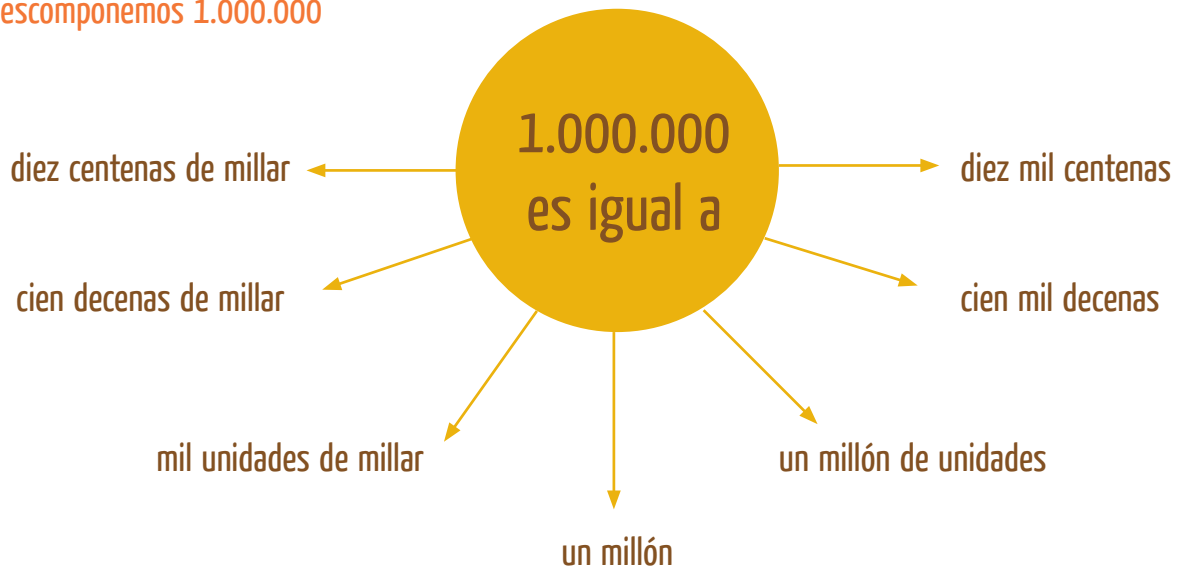 escomponemos 1.000.000
1.000.000
es igual a
diez centenas de millar
diez mil centenas
cien decenas de millar
cien mil decenas
mil unidades de millar
un millón de unidades
un millón